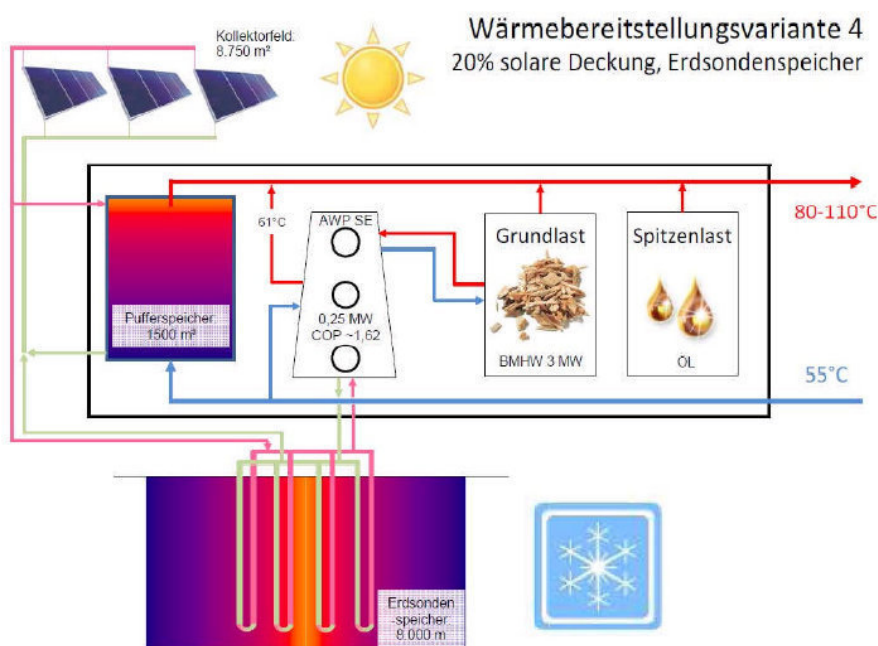 Wärmebereitstellungsvariante 4
20% solare Deckung, Erdsondenspeicher
Kollektorfeld:
8.750 m²
80-110°C
61°C
AWP SE
0,25 MW
COP ~1,62
Grundlast
BMHW 3 MW
Spitzenlast
ÖL
Pufferspeicher:
1500 m³
55°C
Erdsonden
-speicher:
8.000 m